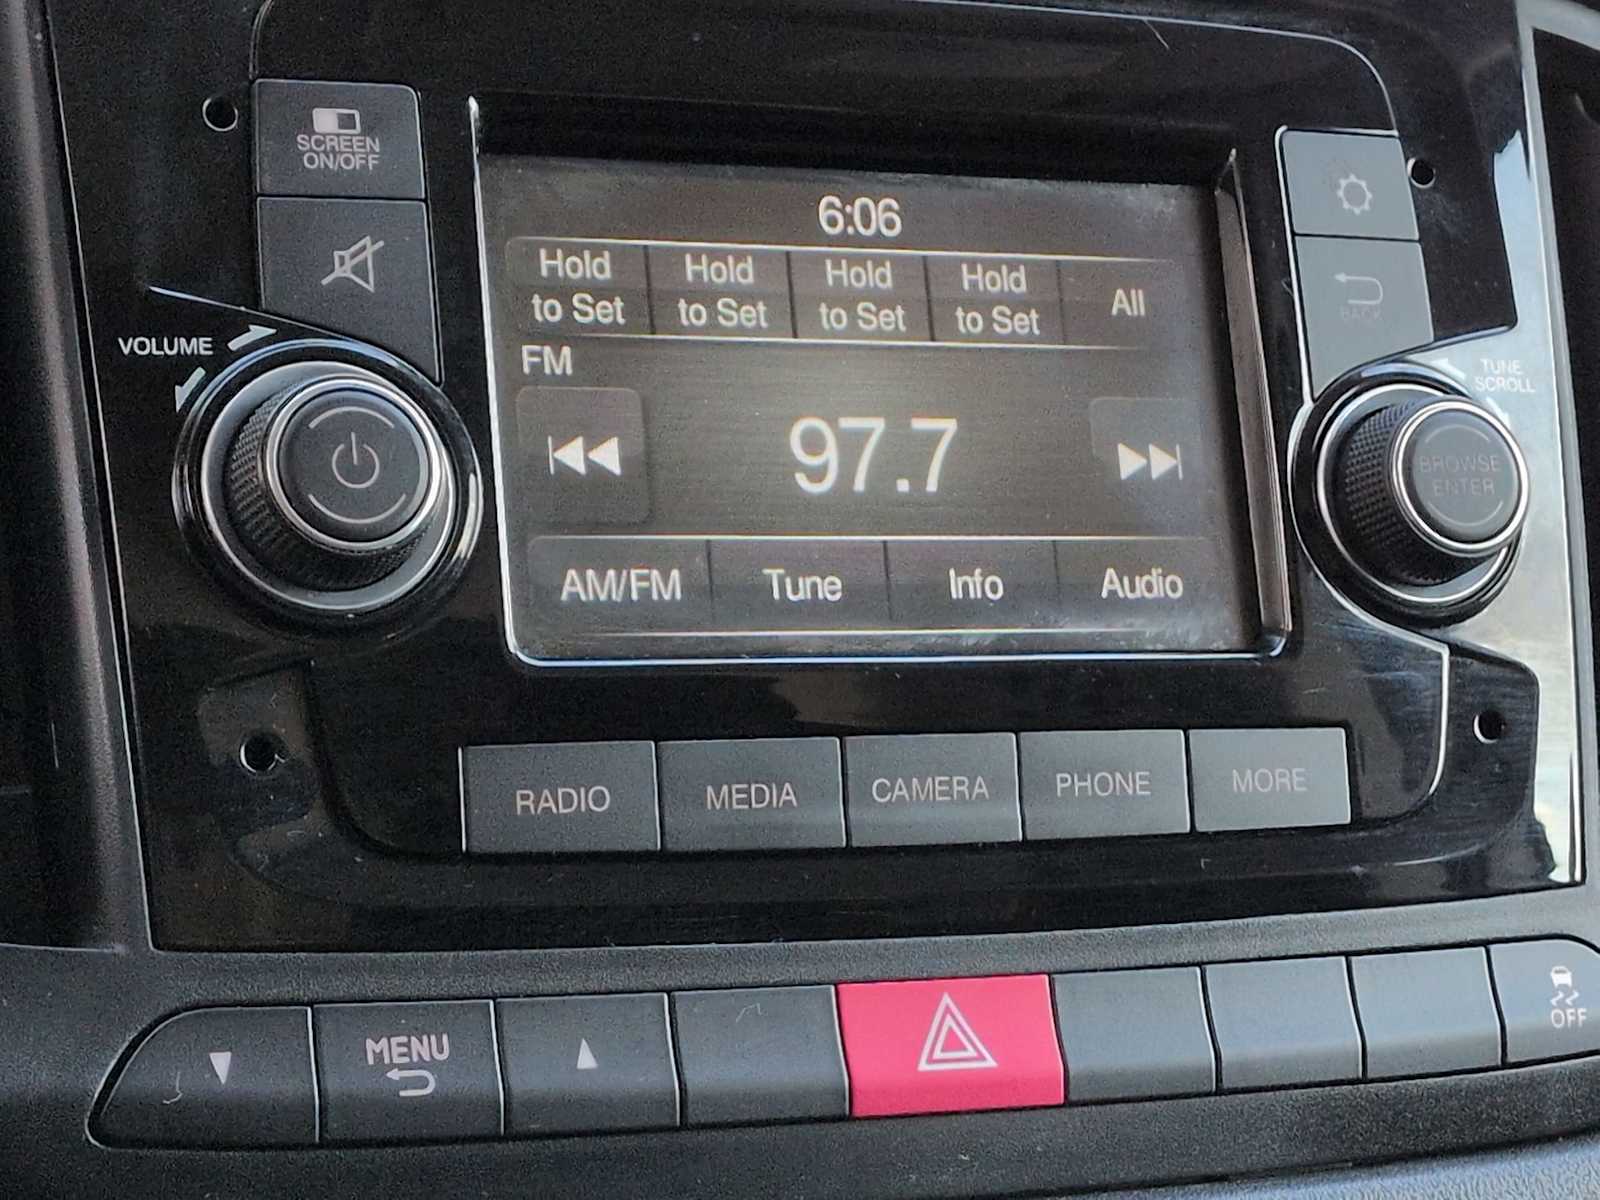 SCREEN
ON/OFF
VOLUME
6:06
Hold to Set
Hold to Set
Hold to Set
Hold to Set
All
FM
97.7
AM/FM
Tune
Info
Audio
BACK
TUNE
SCROLL
BROWSE
ENTER
RADIO
MEDIA
CAMERA
PHONE
MORE
MENU
OFF